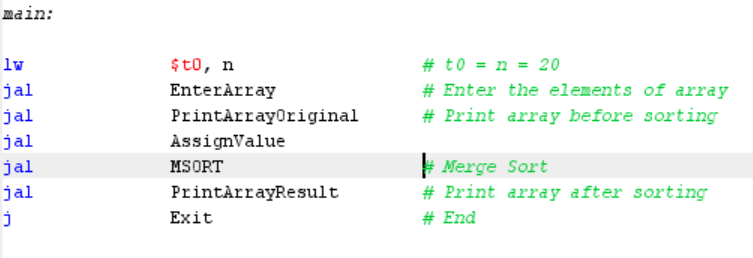 main:
lw $t0, n # t0 = n = 20
jal EnterArray # Enter the elements of array
jal PrintArrayOriginal # Print array before sorting
jal AssignValue
jal MSORT # Merge Sort
jal PrintArrayResult # Print array after sorting
j Exit # End